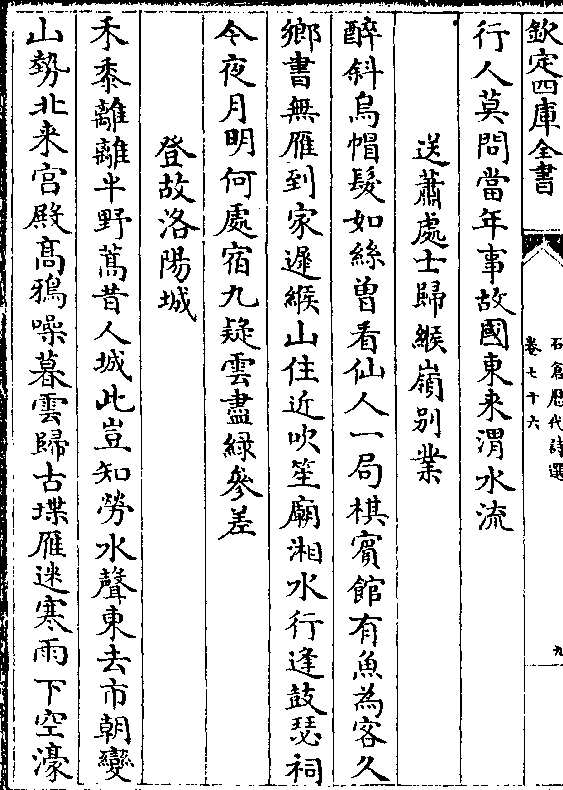 欽定四庫全書
石倉歷代詩選
卷七十六
九
行人莫問當年事故國東来渭水流
送蕭處士歸緱嶺别業
醉斜烏帽髮如絲曽看仙人一局棋賓館有魚為客久
鄉書無雁到家遲緱山住近吹笙廟湘水行逢鼓瑟祠
今夜月明何處宿九疑雲盡緑參差
登故洛陽城
禾黍離離半野蒿昔人城此豈知勞水聲東去市朝變
山勢北来宫殿髙鴉噪暮雲歸古堞雁迷寒雨下空濠